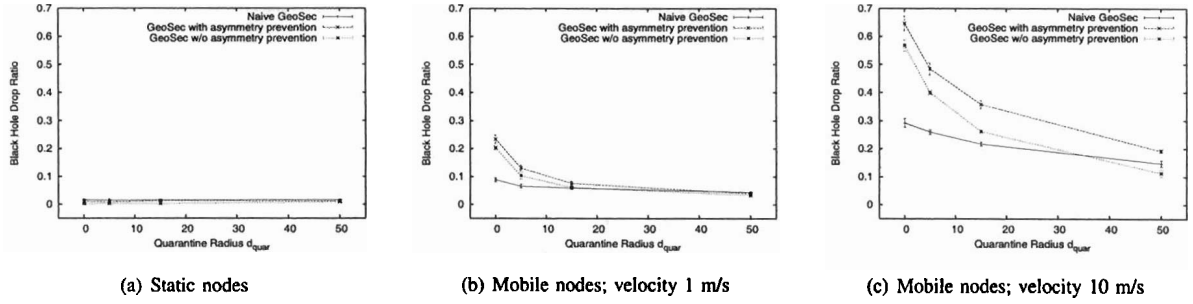 0.7
0.6
0.5
0.4
0.3
0.2
0.1
0
Black Hole Drop Ratio
Naive GeoSec
GeoSec with asymmetry prevention
GeoSec w/o asymmetry prevention
0 10 20 30 40 50
Quarantine Radius d_quar
(a) Static nodes
0.7
0.6
0.5
0.4
0.3
0.2
0.1
0
Black Hole Drop Ratio
Naive GeoSec
GeoSec with asymmetry prevention
GeoSec w/o asymmetry prevention
0 10 20 30 40 50
Quarantine Radius d_quar
(b) Mobile nodes; velocity 1 m/s
0.7
0.6
0.5
0.4
0.3
0.2
0.1
0
Black Hole Drop Ratio
Naive GeoSec
GeoSec with asymmetry prevention
GeoSec w/o asymmetry prevention
0 10 20 30 40 50
Quarantine Radius d_quar
(c) Mobile nodes; velocity 10 m/s